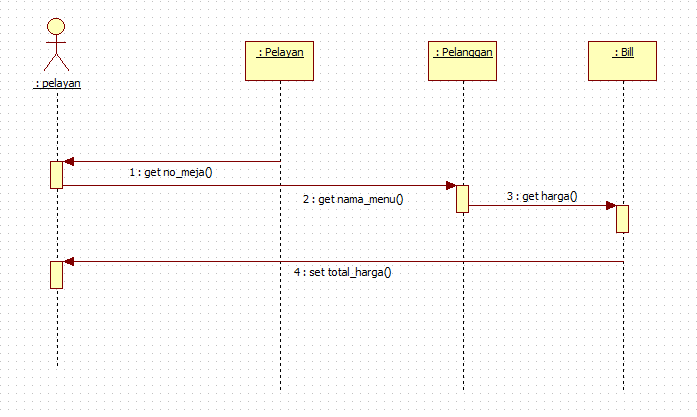 : Pelayan
: Pelanggan
: Bill
: pelayan
1 : get no_meja()
2 : get nama_menu()
3 : get harga()
4 : set total_harga()